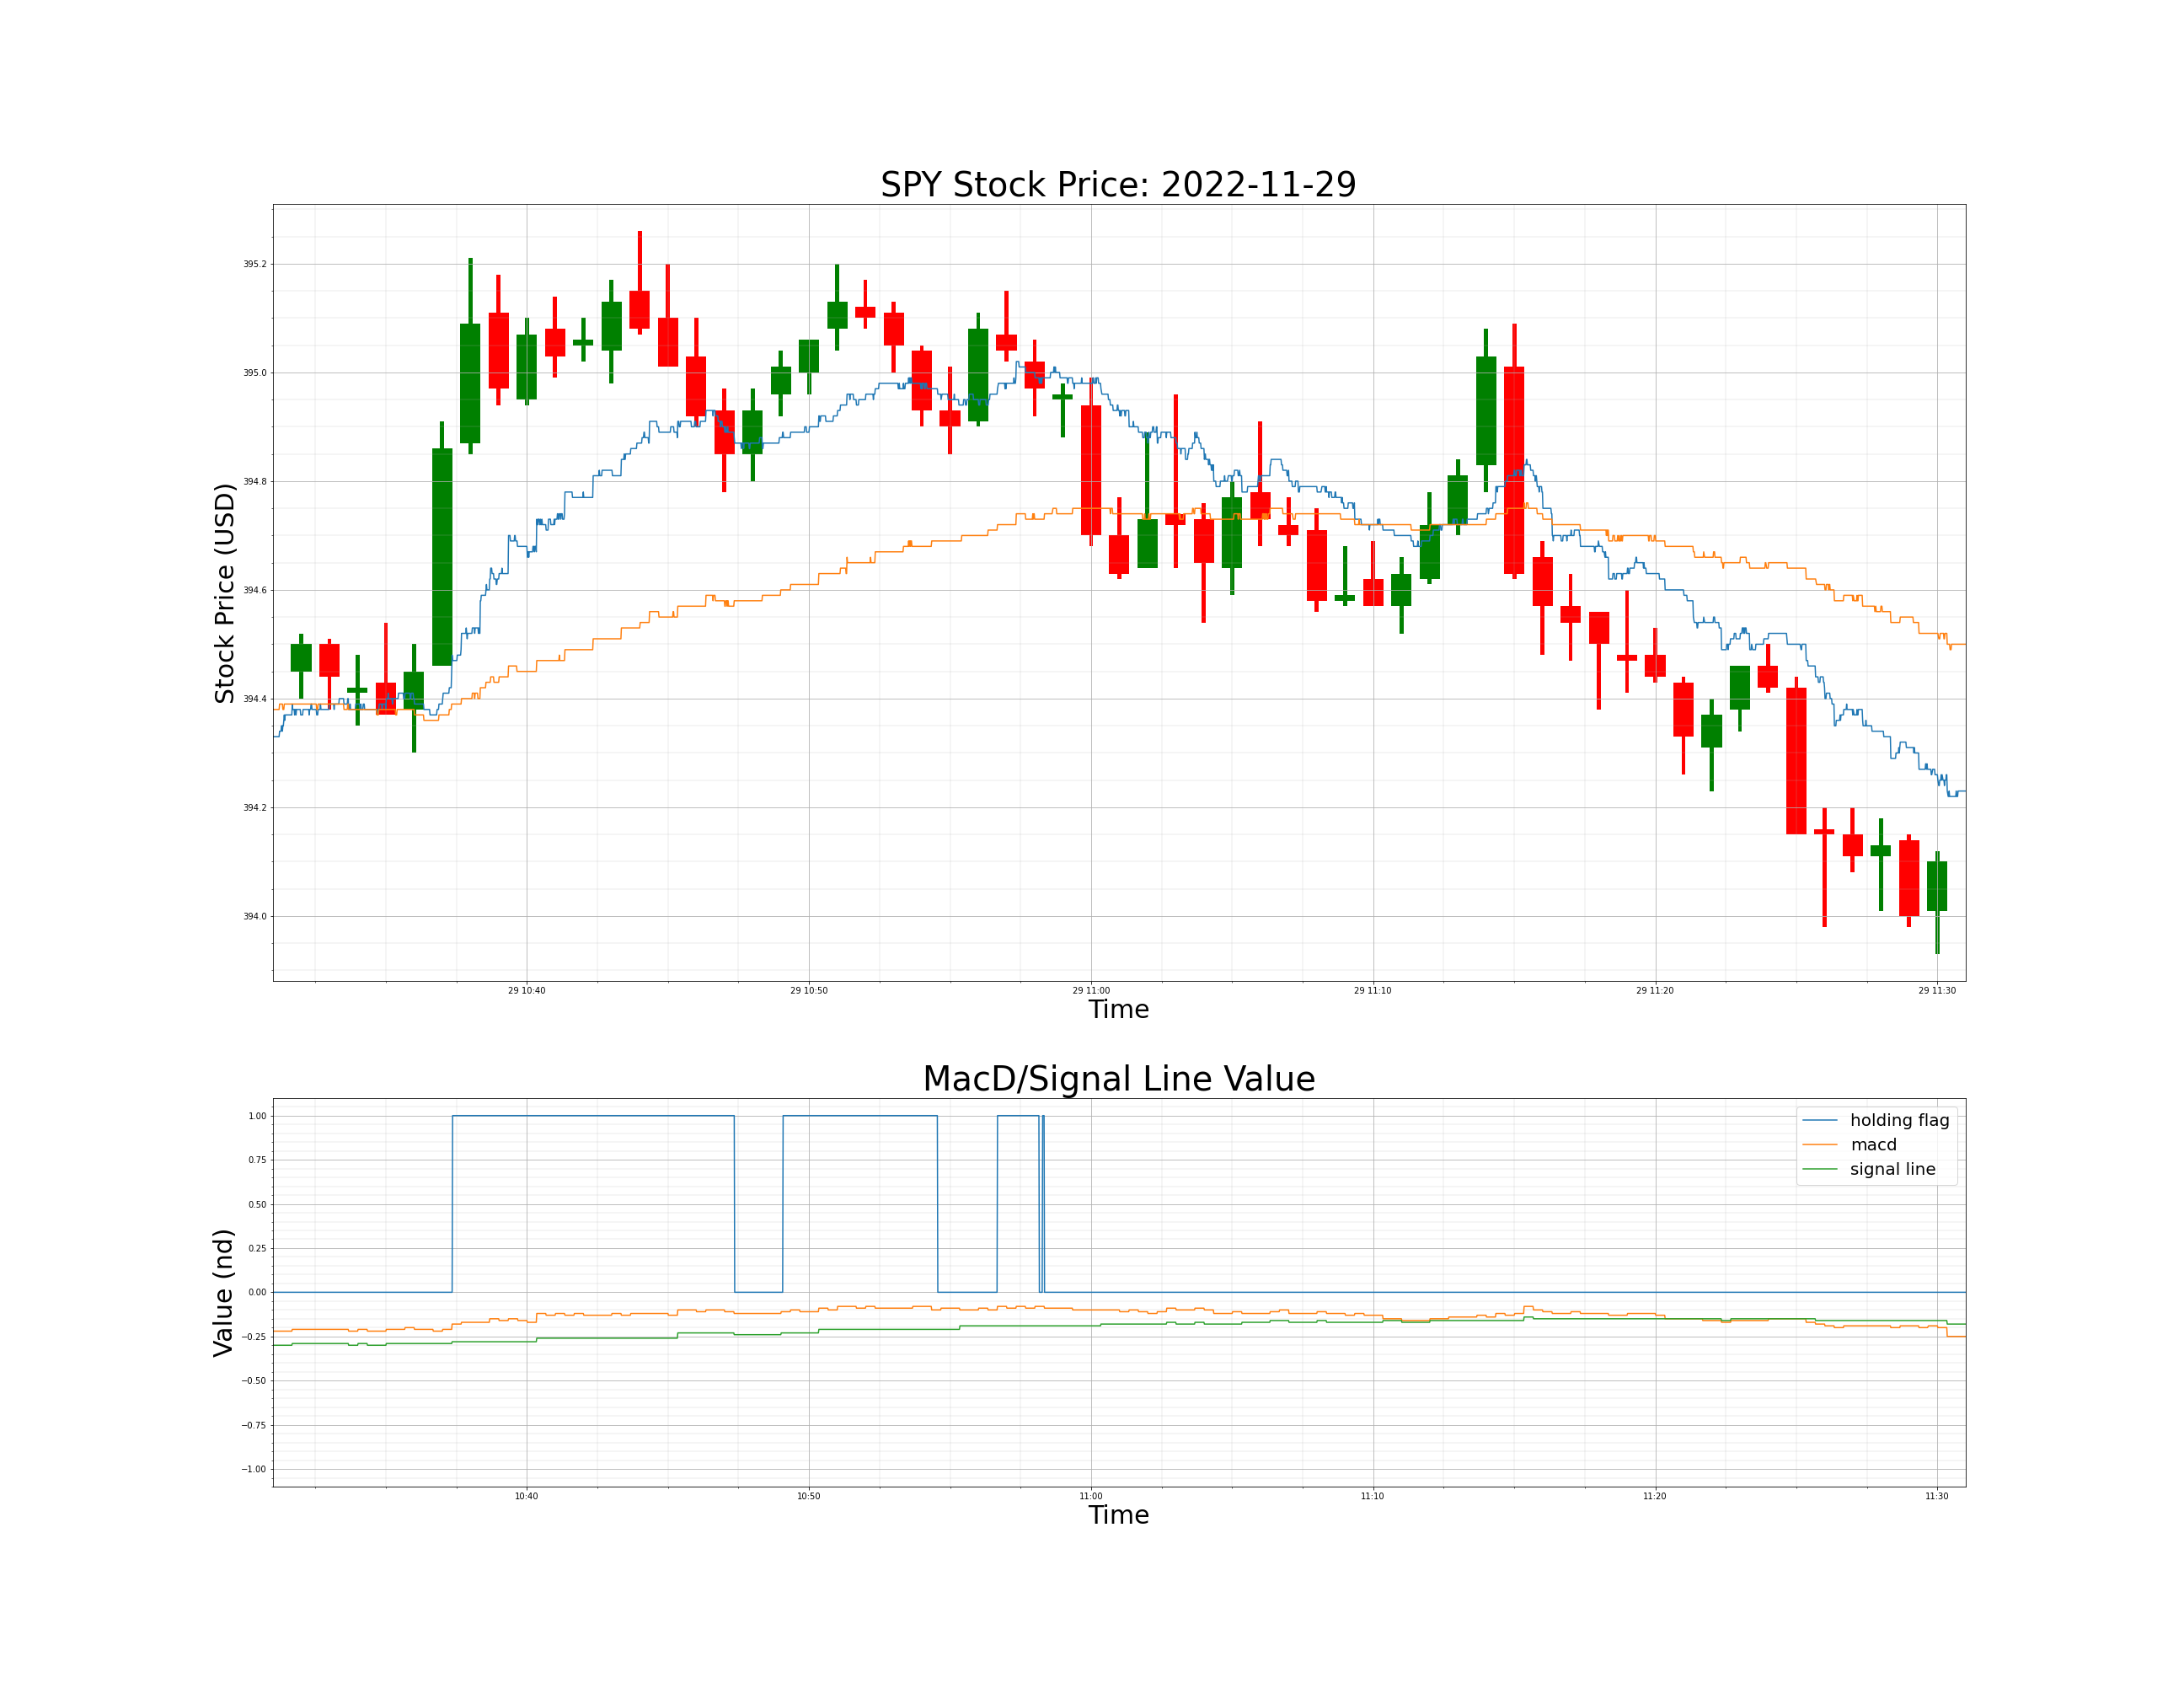 SPY Stock Price: 2022-11-29
Stock Price (USD)
395.2
395.0
394.8
394.6
394.4
394.2
394.0
29 10:40 29 10:50 29 11:00 29 11:10 29 11:20 29 11:30
Time
MacD/Signal Line Value
Value (nd)
1.00
0.75
0.50
0.25
0.00
−0.25
−0.50
−0.75
−1.00
holding flag
macd
signal line
10:40 10:50 11:00 11:10 11:20 11:30
Time